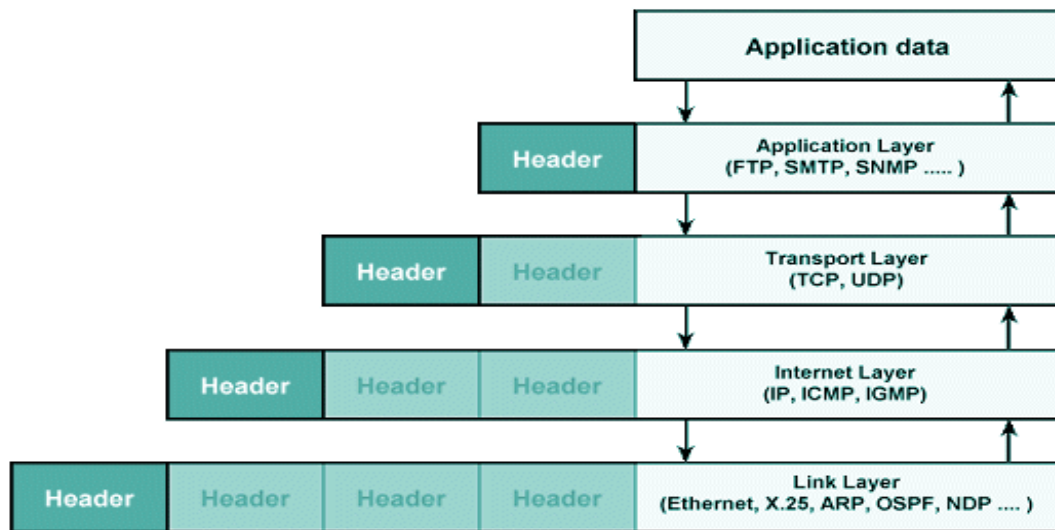 Application data
Header Application Layer
(FTP, SMTP, SNMP ..... )
Header Header Transport Layer
(TCP, UDP)
Header Header Header Internet Layer
(IP, ICMP, IGMP)
Header Header Header Header Link Layer
(Ethernet, X.25, ARP, OSPF, NDP .... )